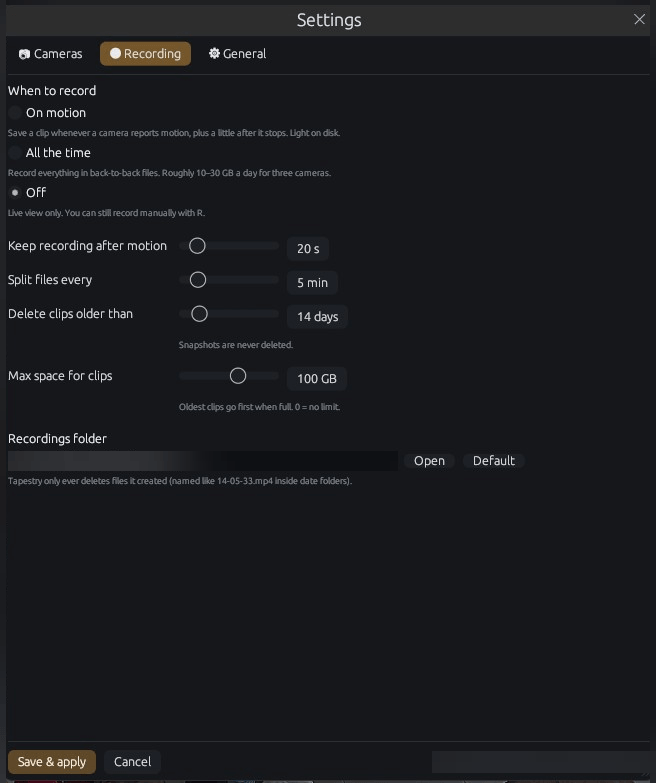 Settings
Cameras Recording General
When to record
On motion
Save a clip whenever a camera reports motion, plus a little after it stops. Light on disk.
All the time
Record everything in back-to-back files. Roughly 10–30 GB a day for three cameras.
Off
Live view only. You can still record manually with R.
Keep recording after motion 20 s
Split files every 5 min
Delete clips older than 14 days
Snapshots are never deleted.
Max space for clips 100 GB
Oldest clips go first when full. 0 = no limit.
Recordings folder
Open Default
Tapestry only ever deletes files it created (named like 14-05-33.mp4 inside date folders).
Save & apply Cancel